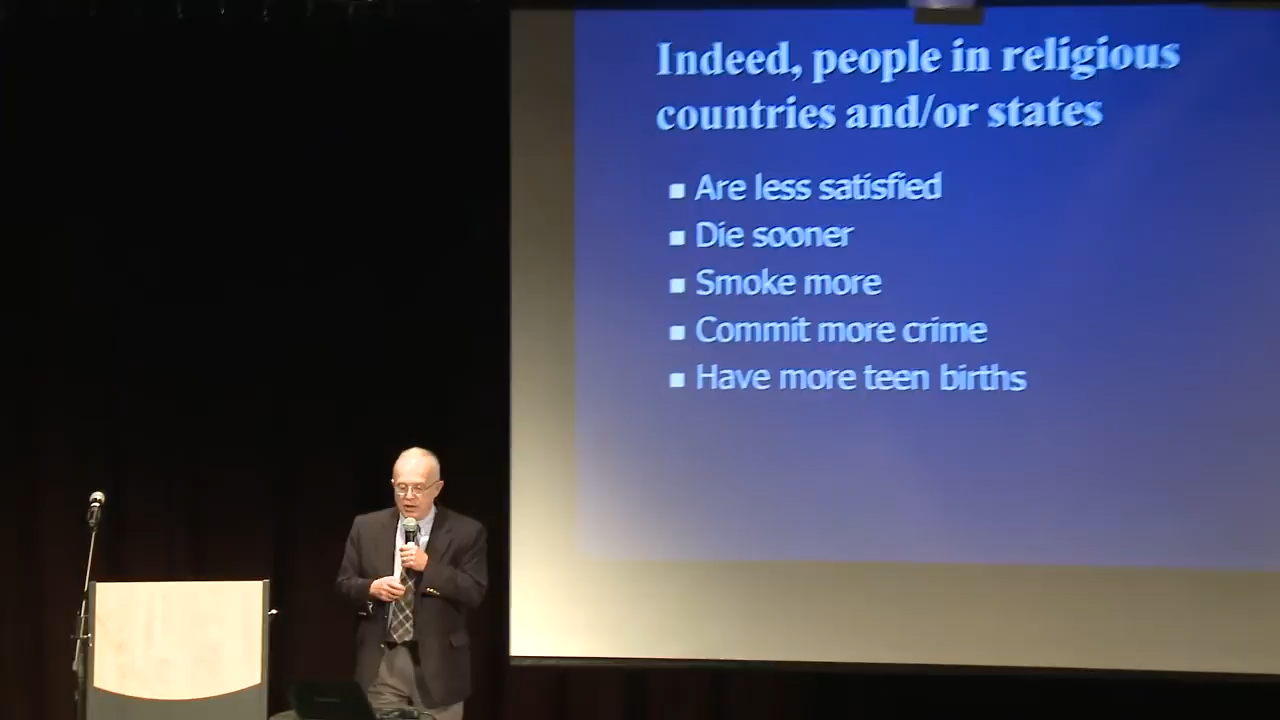 Indeed, people in religious
countries and/or states
Are less satisfied
Die sooner
Smoke more
Commit more crime
Have more teen births